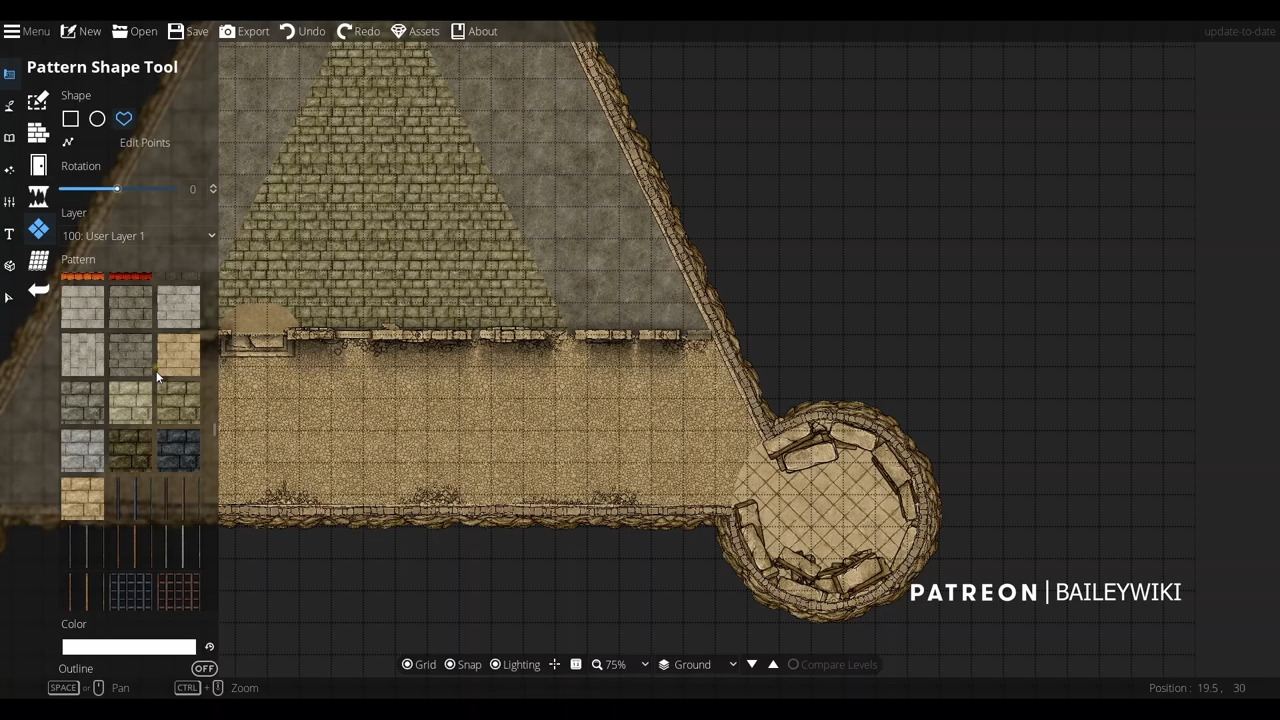 Menu New Open Save Export Undo Redo Assets About update-to-date
Pattern Shape Tool
Shape
Edit Points
Rotation
0
Layer
100: User Layer 1
Pattern
Color
Outline OFF
PATREON | BAILEYWIKI
Grid Snap Lighting 75% Ground Compare Levels
SPACE or Pan CTRL + Zoom Position : 19.5, 30